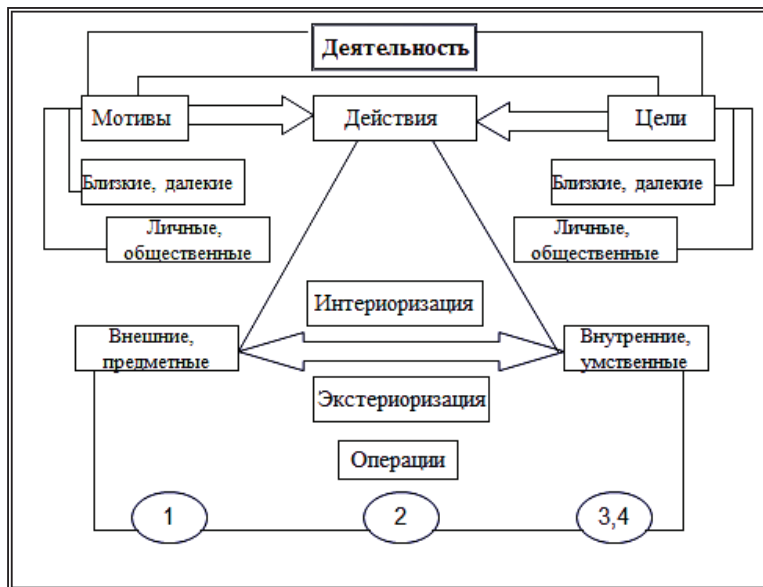 Деятельность
Мотивы
Действия
Цели
Близкие, далекие
Близкие, далекие
Личные,
общественные
Личные,
общественные
Интериоризация
Внешние,
предметные
Внутренние,
умственные
Экстериоризация
Операции
1
2
3,4